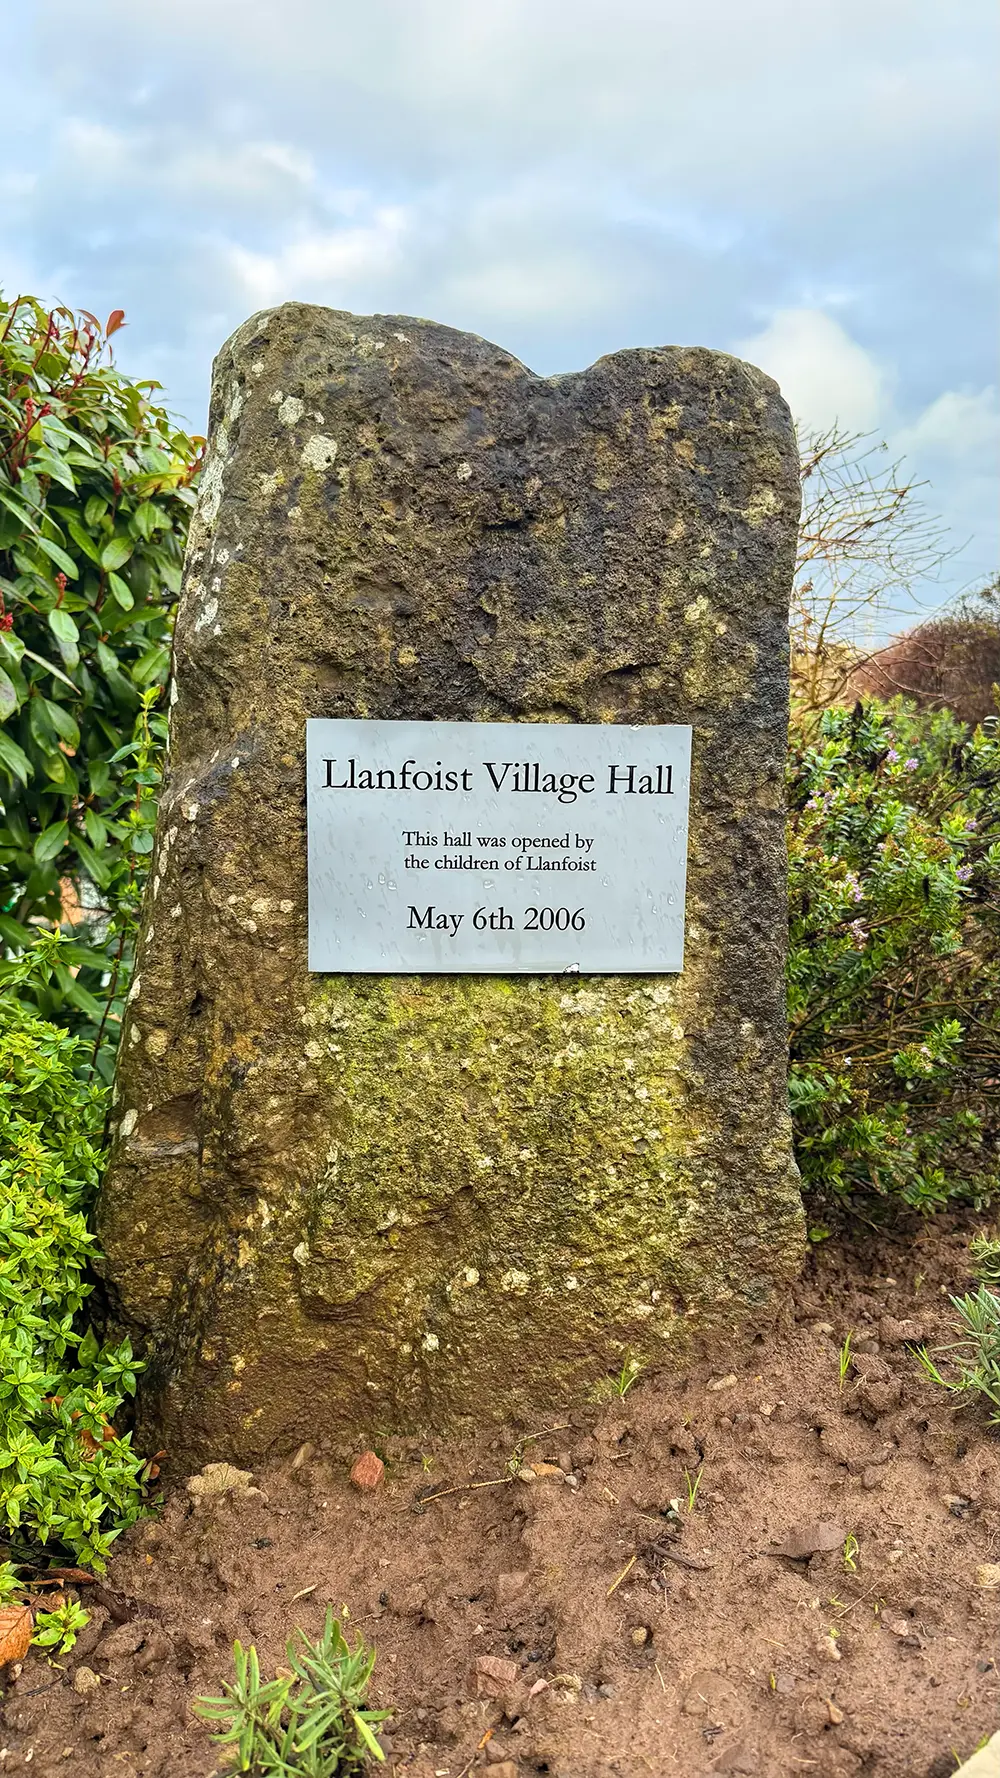 Llanfoist Village Hall
This hall was opened by
the children of Llanfoist
May 6th 2006